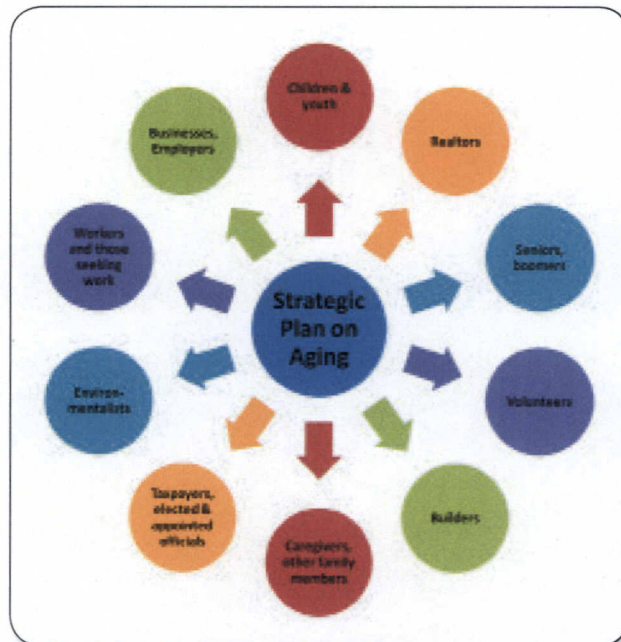 Children &
youth
Realtors
Seniors,
boomers
Volunteers
Builders
Caregivers,
other family
members
Taxpayers,
elected &
appointed
officials
Environ-
mentalists
Workers
and those
seeking
work
Businesses,
Employers
Strategic
Plan on
Aging